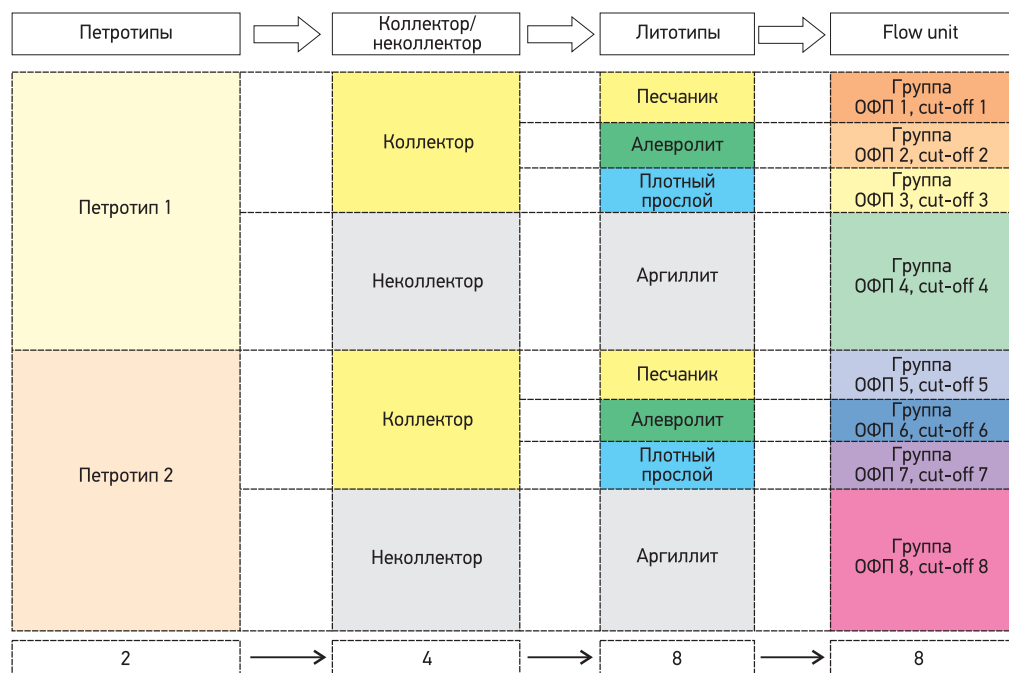 Петротипы
Коллектор/
неколлектор
Литотипы
Flow unit
Петротип 1
Коллектор
Песчаник
Группа
ОФП 1, cut-off 1
Алевролит
Группа
ОФП 2, cut-off 2
Плотный
прослой
Группа
ОФП 3, cut-off 3
Неколлектор
Аргиллит
Группа
ОФП 4, cut-off 4
Петротип 2
Коллектор
Песчаник
Группа
ОФП 5, cut-off 5
Алевролит
Группа
ОФП 6, cut-off 6
Плотный
прослой
Группа
ОФП 7, cut-off 7
Неколлектор
Аргиллит
Группа
ОФП 8, cut-off 8
2
4
8
8